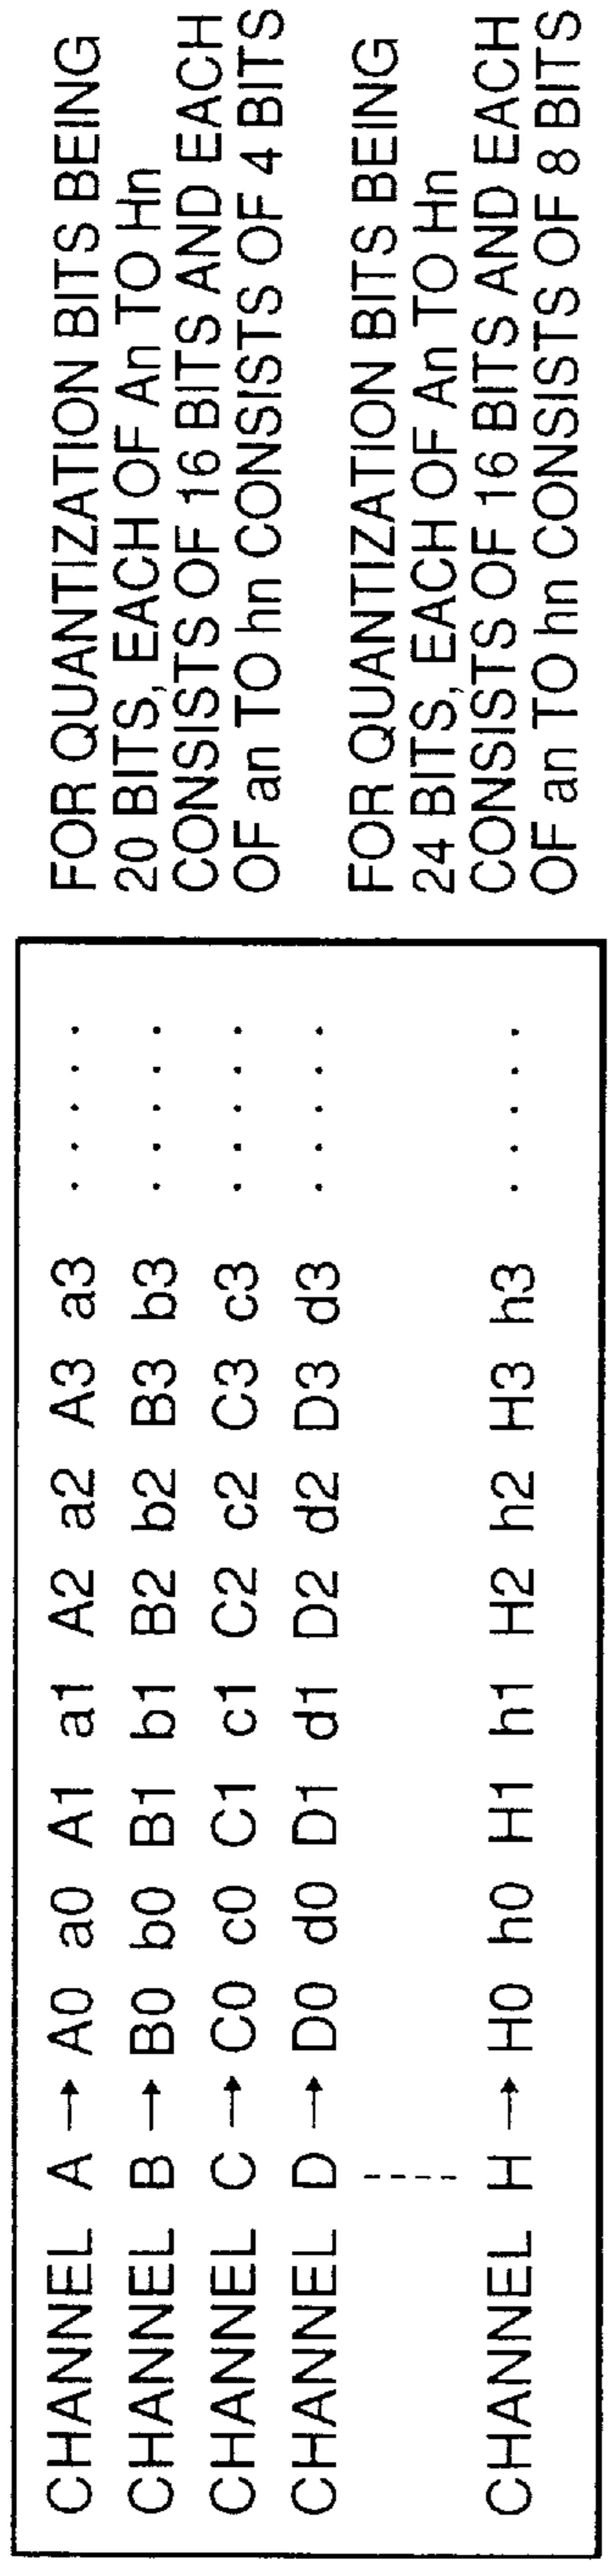 CHANNEL A → A0 a0 A1 a1 A2 a2 A3 a3 . . . . .
CHANNEL B → B0 b0 B1 b1 B2 b2 B3 b3 . . . . .
CHANNEL C → C0 c0 C1 c1 C2 c2 C3 c3 . . . . .
CHANNEL D → D0 d0 D1 d1 D2 d2 D3 d3 . . . . .
CHANNEL H → H0 h0 H1 h1 H2 h2 H3 h3 . . . . .
FOR QUANTIZATION BITS BEING
20 BITS, EACH OF An TO Hn
CONSISTS OF 16 BITS AND EACH
OF an TO hn CONSISTS OF 4 BITS
FOR QUANTIZATION BITS BEING
24 BITS, EACH OF An TO Hn
CONSISTS OF 16 BITS AND EACH
OF an TO hn CONSISTS OF 8 BITS